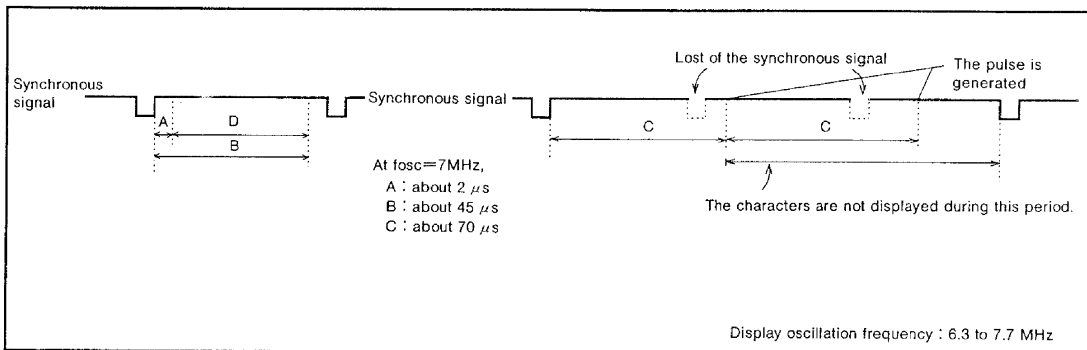 Synchronous
signal
A
D
B
Synchronous signal
At fosc=7MHz,
A : about 2 μs
B : about 45 μs
C : about 70 μs
Lost of the synchronous signal
The pulse is
generated
C
C
The characters are not displayed during this period.
Display oscillation frequency : 6.3 to 7.7 MHz